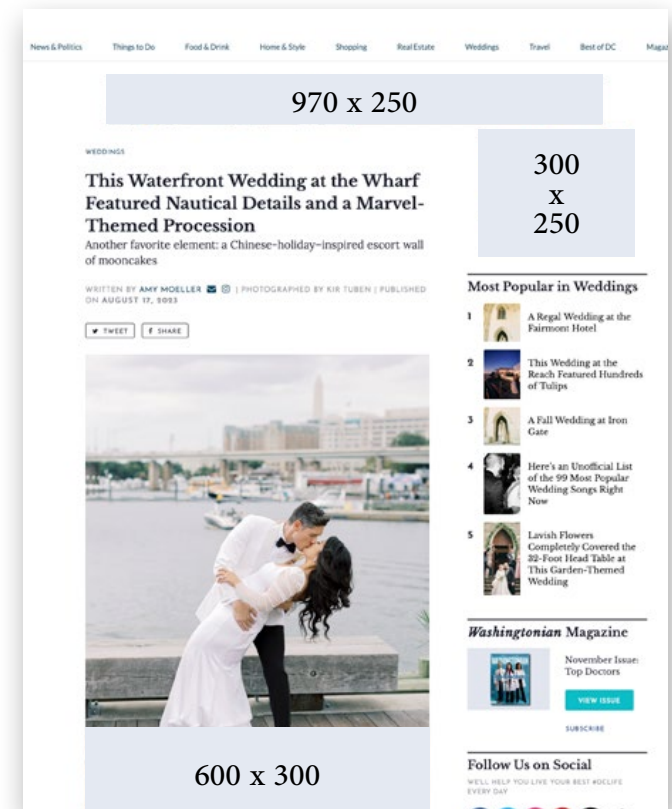 News & Politics Things to Do Food & Drink Home & Style Shopping Real Estate Weddings Travel Best of DC Magaz
970 x 250
WEDDINGS
This Waterfront Wedding at the Wharf
Featured Nautical Details and a Marvel-
Themed Procession
Another favorite element: a Chinese-holiday-inspired escort wall
of mooncakes
WRITTEN BY AMY MOELLER | PHOTOGRAPHED BY KIR TUBEN | PUBLISHED
ON AUGUST 17, 2023
TWEET SHARE
600 x 300
300
x
250
Most Popular in Weddings
1 A Regal Wedding at the
Fairmont Hotel
2 This Wedding at the
Reach Featured Hundreds
of Tulips
3 A Fall Wedding at Iron
Gate
4 Here's an Unofficial List
of the 99 Most Popular
Wedding Songs Right
Now
5 Lavish Flowers
Completely Covered the
32-Foot Head Table at
This Garden-Themed
Wedding
Washingtonian Magazine
November Issue:
Top Doctors
VIEW ISSUE
SUBSCRIBE
Follow Us on Social
WE'LL HELP YOU LIVE YOUR BEST #DCLIFE
EVERY DAY